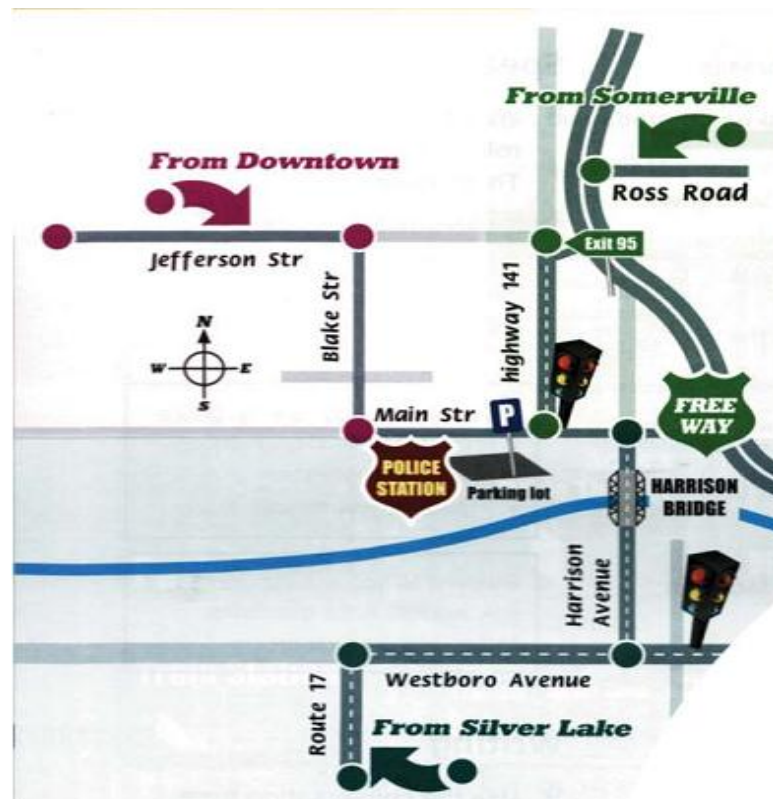 From Somerville
From Downtown
Ross Road
Jefferson Str
Exit 95
Blake Str
highway 141
N
W
E
S
Main Str
P
FREE
WAY
POLICE
STATION
Parking lot
HARRISON
BRIDGE
Harrison
Avenue
Westboro Avenue
Route 17
From Silver Lake